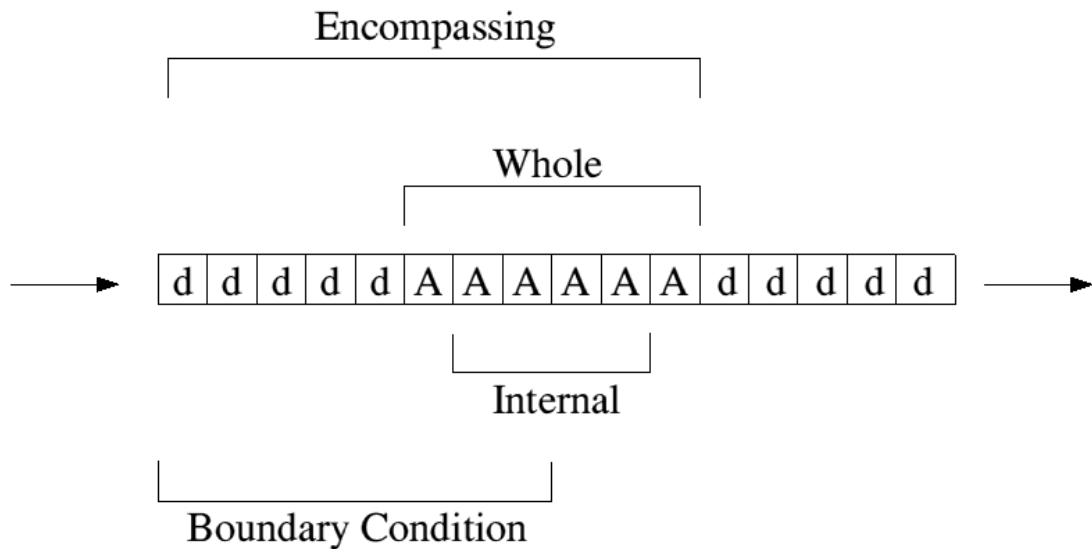 Encompassing
Whole
d d d d d A A A A A A d d d d d
Internal
Boundary Condition